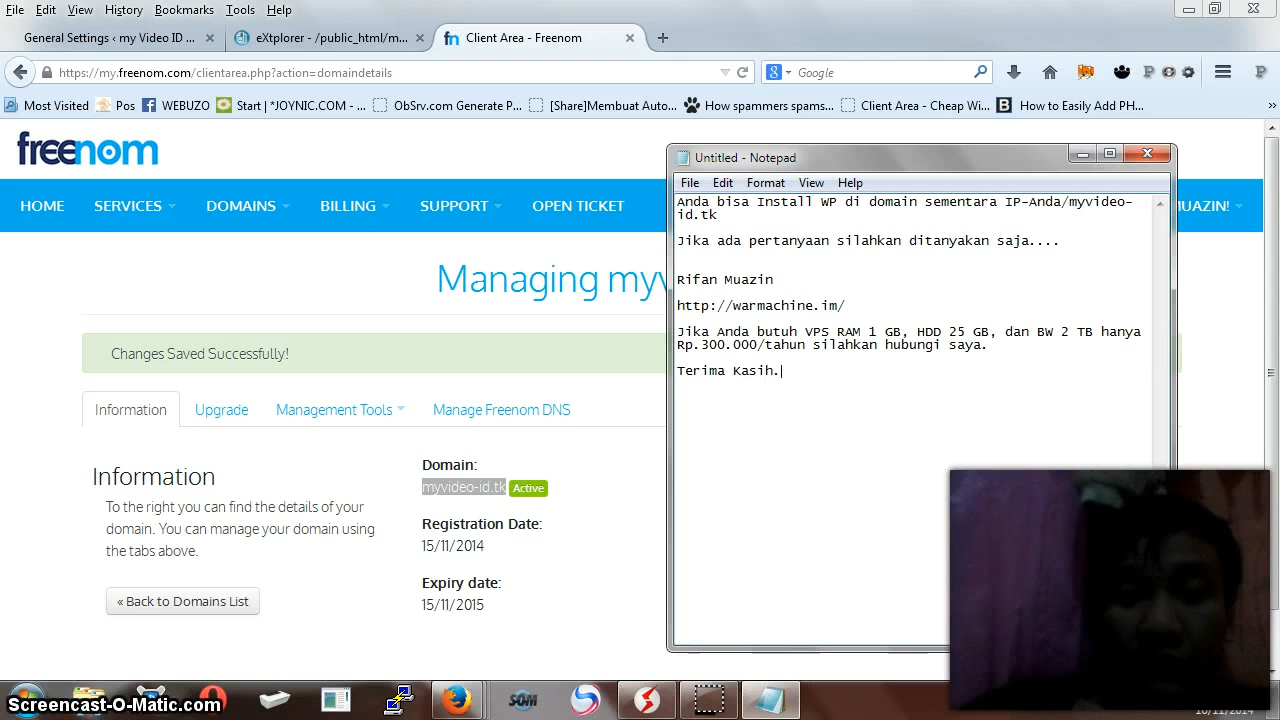 File Edit View History Bookmarks Tools Help
General Settings ‹ my Video ID ...
eXtplorer - /public_html/m...
Client Area - Freenom
https://my.freenom.com/clientarea.php?action=domaindetails
Google
Most Visited Pos WEBUZO Start | *JOYNIC.COM - ... ObSrv.com Generate P... [Share]Membuat Auto... How spammers spams... Client Area - Cheap Wi... How to Easily Add PH...
freenom
HOME SERVICES DOMAINS BILLING SUPPORT OPEN TICKET MUAZIN!
Managing myv
Changes Saved Successfully!
Information Upgrade Management Tools Manage Freenom DNS
Information
To the right you can find the details of your
domain. You can manage your domain using
the tabs above.
« Back to Domains List
Domain:
myvideo-id.tk Active
Registration Date:
15/11/2014
Expiry date:
15/11/2015
Untitled - Notepad
File Edit Format View Help
Anda bisa Install WP di domain sementara IP-Anda/myvideo-
id.tk
Jika ada pertanyaan silahkan ditanyakan saja....
Rifan Muazin
http://warmachine.im/
Jika Anda butuh VPS RAM 1 GB, HDD 25 GB, dan BW 2 TB hanya
Rp.300.000/tahun silahkan hubungi saya.
Terima Kasih.
SOM
Screencast-O-Matic.com